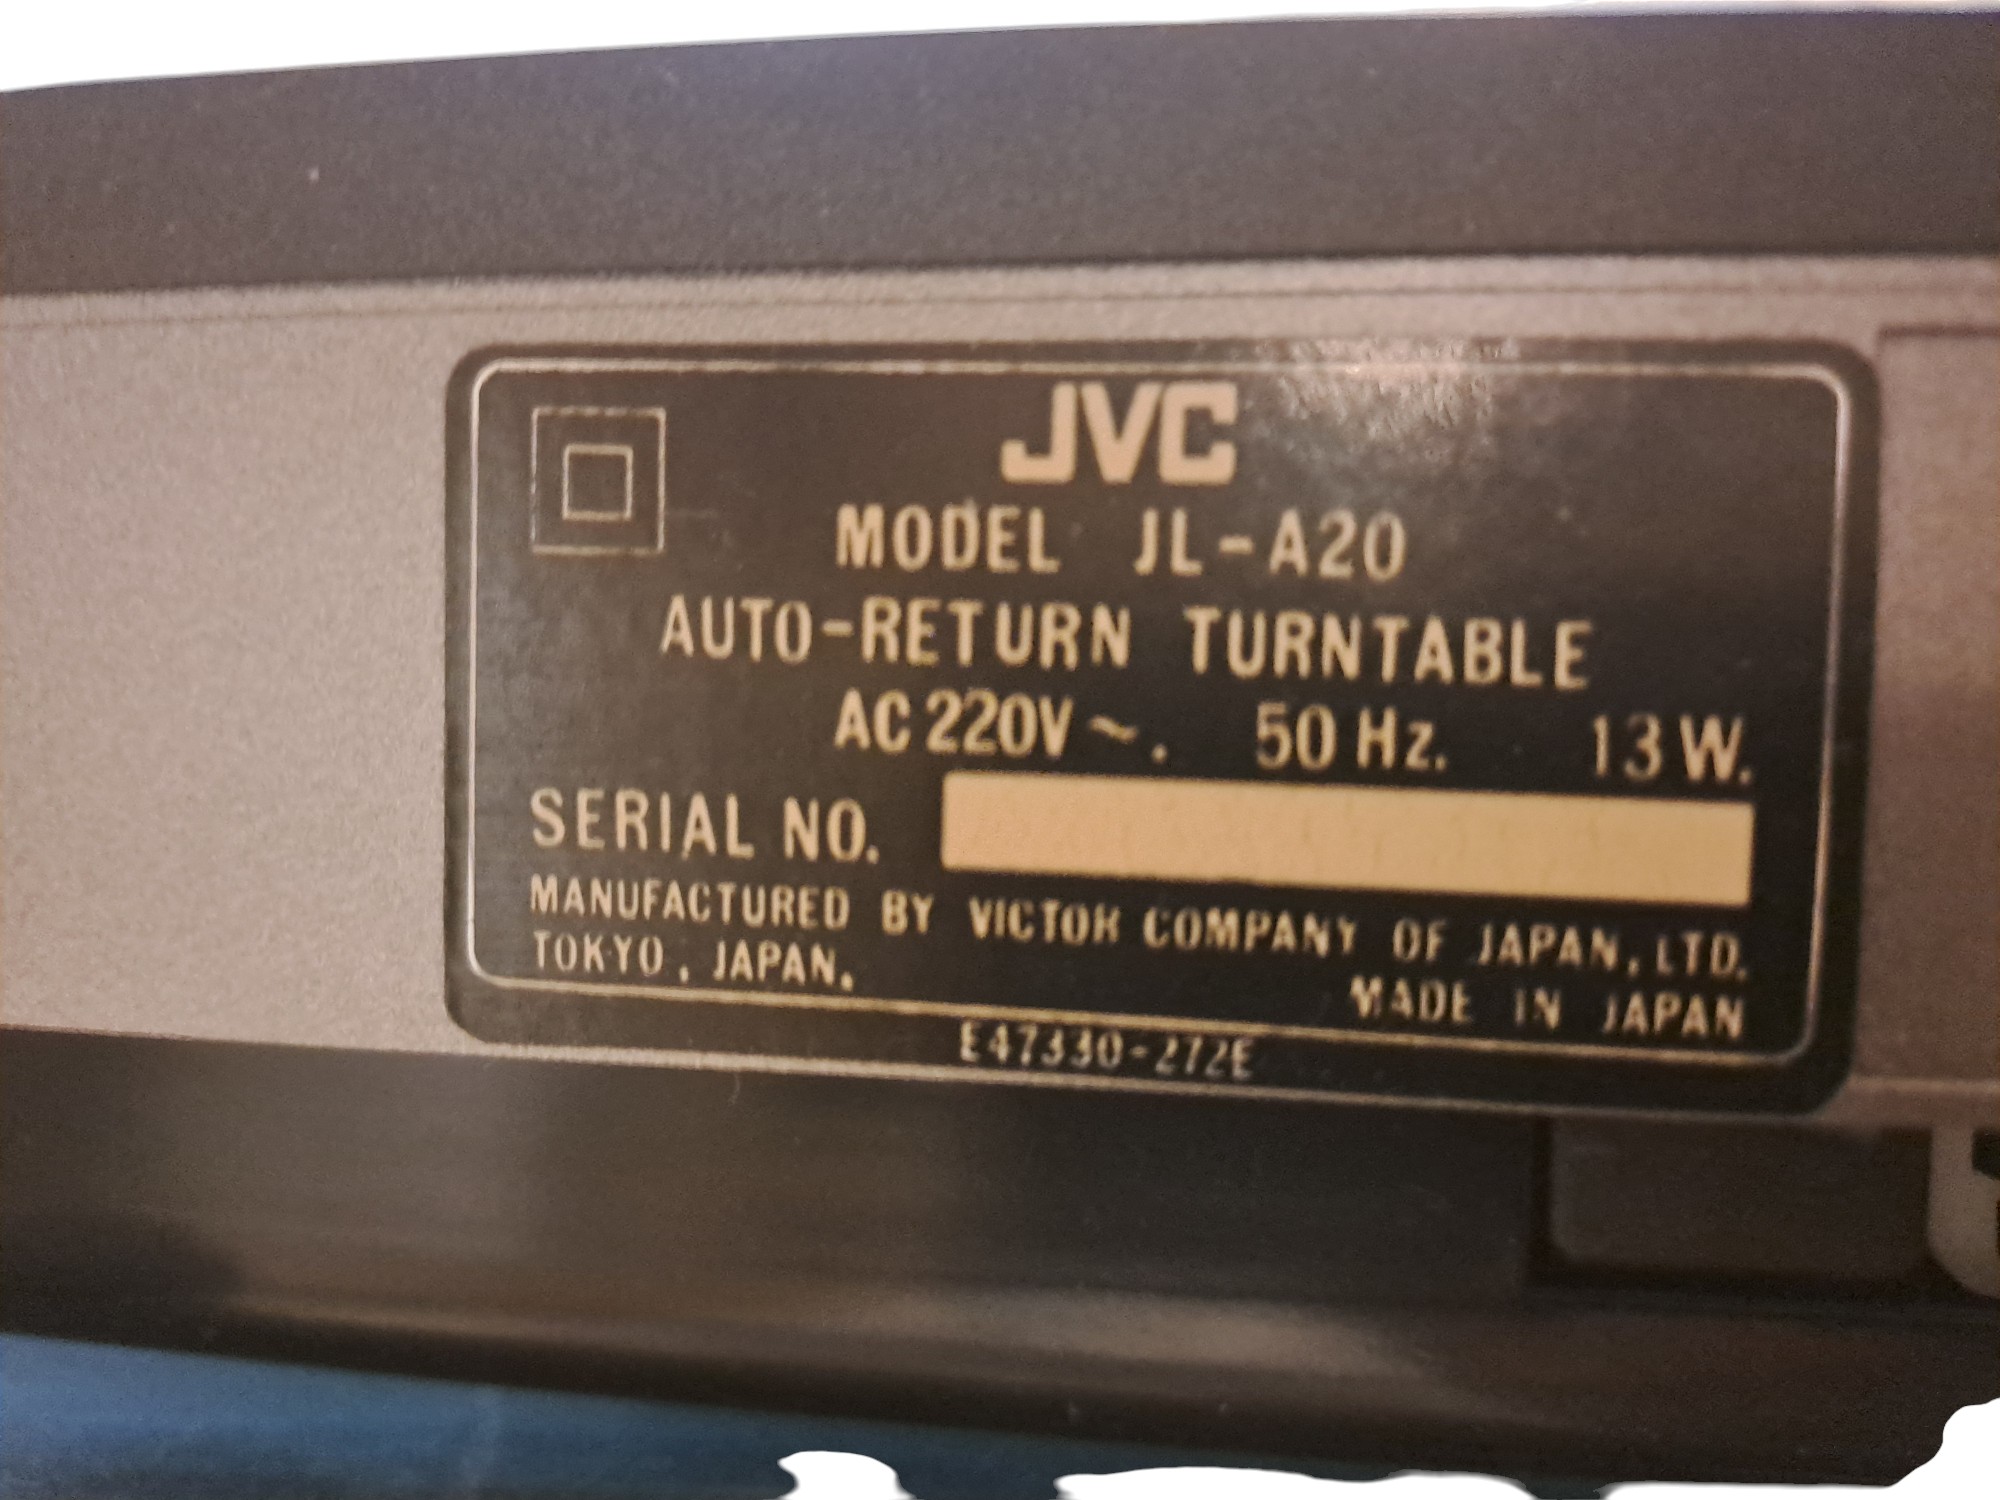 JVC
MODEL JL-A20
AUTO-RETURN TURNTABLE
AC 220V ~. 50 Hz. 13 W.
SERIAL NO.
MANUFACTURED BY VICTOR COMPANY OF JAPAN, LTD.
TOKYO, JAPAN.
MADE IN JAPAN
E47330-272E